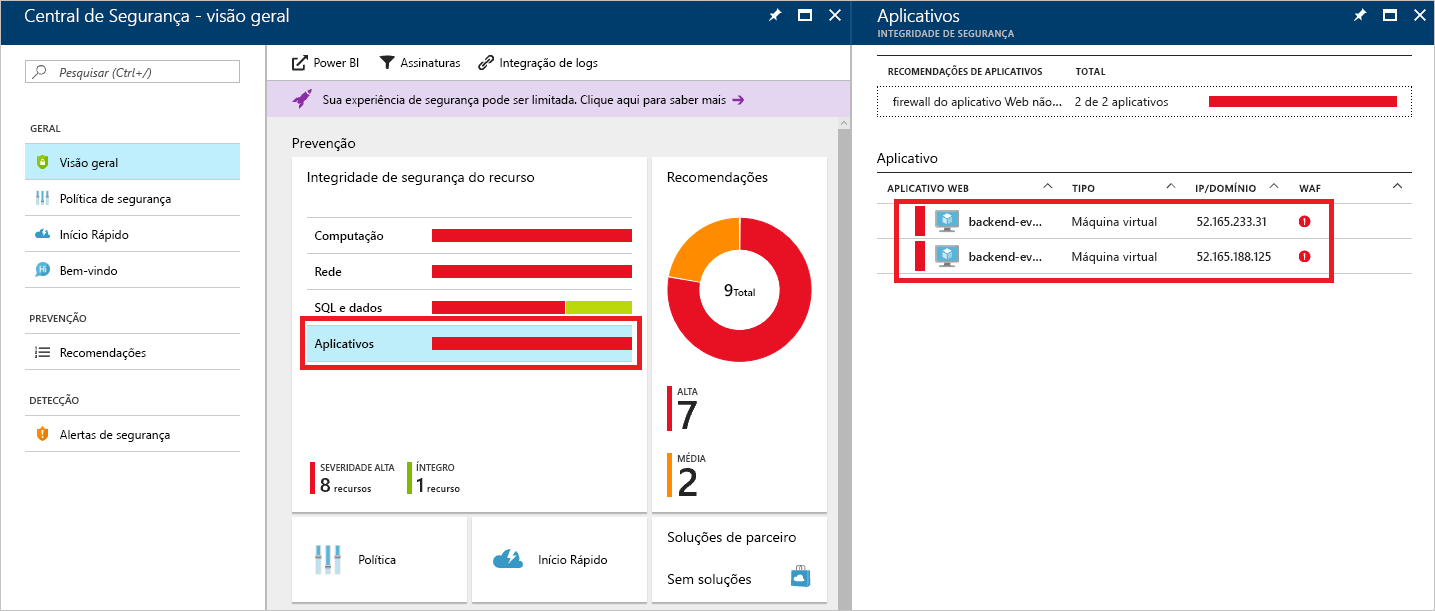 Central de Segurança - visão geral
Pesquisar (Ctrl+/)
GERAL
Visão geral
Política de segurança
Início Rápido
Bem-vindo
PREVENÇÃO
Recomendações
DETECÇÃO
Alertas de segurança
Power BI
Assinaturas
Integração de logs
Sua experiência de segurança pode ser limitada. Clique aqui para saber mais
Prevenção
Integridade de segurança do recurso
Computação
Rede
SQL e dados
Aplicativos
SEVERIDADE ALTA
8 recursos
ÍNTEGRO
1 recurso
Recomendações
9 Total
ALTA
7
MÉDIA
2
Política
Início Rápido
Soluções de parceiro
Sem soluções
Aplicativos
INTEGRIDADE DE SEGURANÇA
RECOMENDAÇÕES DE APLICATIVOS TOTAL
firewall do aplicativo Web não... 2 de 2 aplicativos
Aplicativo
APLICATIVO WEB TIPO IP/DOMÍNIO WAF
backend-ev... Máquina virtual 52.165.233.31
backend-ev... Máquina virtual 52.165.188.125